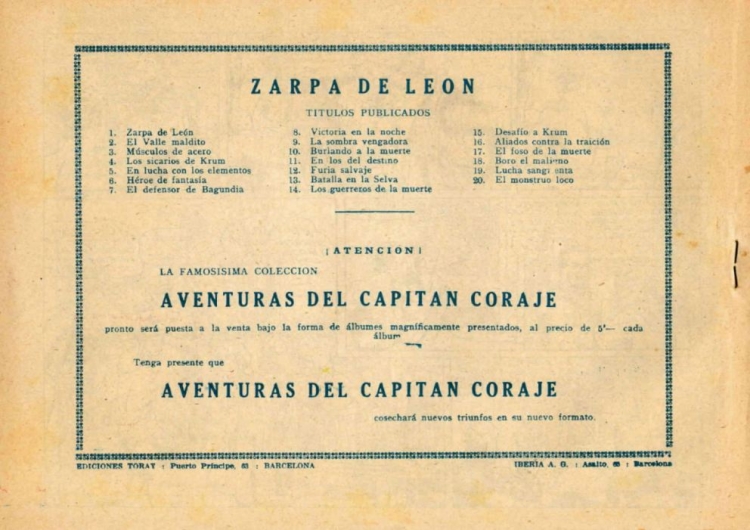 ZARPA DE LEON
TITULOS PUBLICADOS
1. Zarpa de León
2. El Valle maldito
3. Músculos de acero
4. Los sicarios de Krum
5. En lucha con los elementos
6. Héroe de fantasía
7. El defensor de Bagundia
8. Victoria en la noche
9. La sombra vengadora
10. Burlando a la muerte
11. En los del destino
12. Furia salvaje
13. Batalla en la Selva
14. Los guerreros de la muerte
15. Desafío a Krum
16. Aliados contra la traición
17. El foso de la muerte
18. Boro el maligno
19. Lucha sangrienta
20. El monstruo loco
¡ATENCION!
LA FAMOSISIMA COLECCION
AVENTURAS DEL CAPITAN CORAJE
pronto será puesta a la venta bajo la forma de álbumes magníficamente presentados, al precio de 5'— cada
álbum
Tenga presente que
AVENTURAS DEL CAPITAN CORAJE
cosechará nuevos triunfos en su nuevo formato.
EDICIONES TORAY : Puerto Príncipe, 63 : BARCELONA
IBERIA A. G. : Asalto, 65 : Barcelona